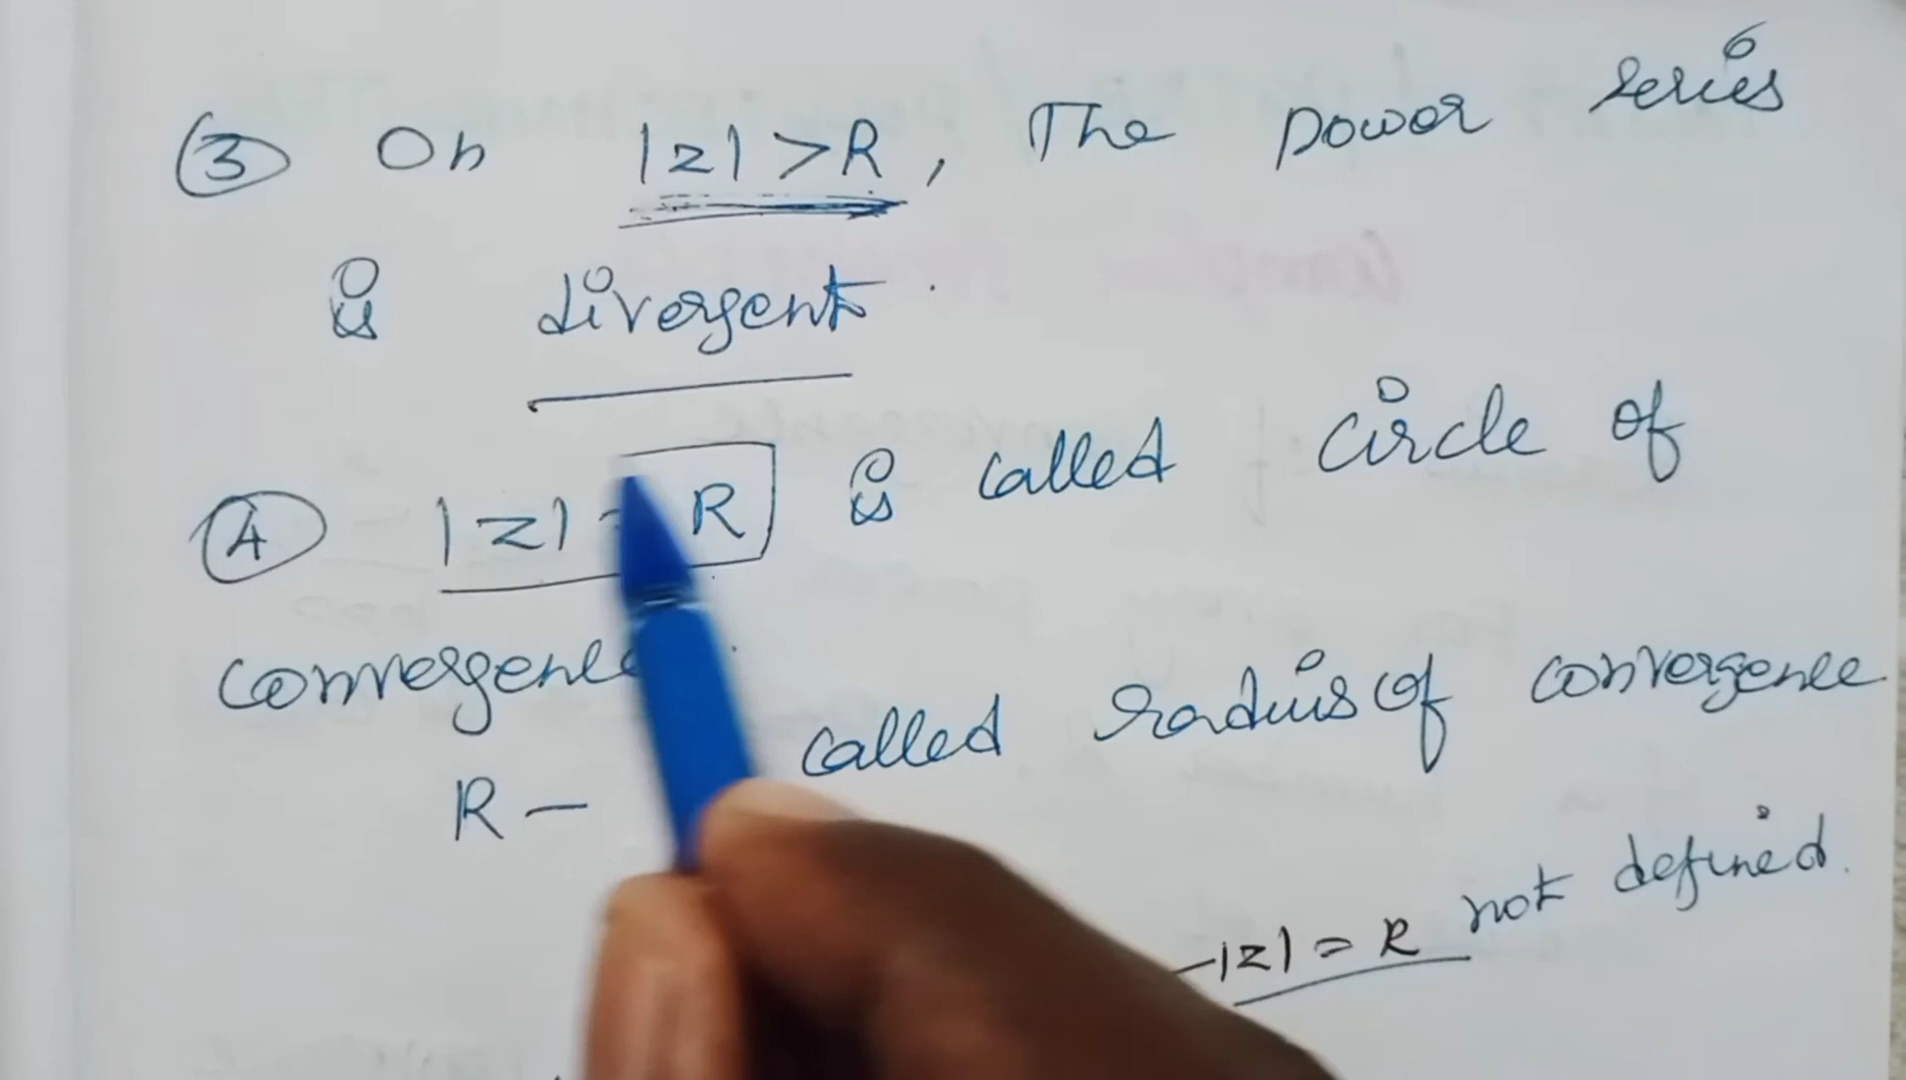 ③ On |z| > R, The power series
is divergent.
④ |z| = R is called circle of
convergence.
R — called radius of convergence
|z| = R not defined.